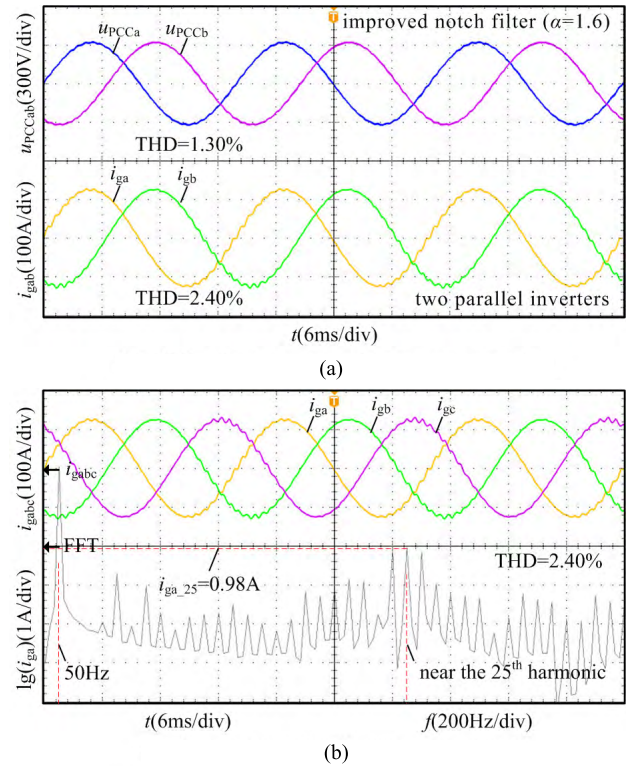 T
improved notch filter (α=1.6)
uPCCa uPCCb
uPCCab(300V/div)
THD=1.30%
iga igb
igab(100A/div)
THD=2.40%
two parallel inverters
t(6ms/div)
(a)
T
iga igb igc
igabc(100A/div)
igabc
FFT
THD=2.40%
iga_25=0.98A
lg(iga)(1A/div)
50Hz
near the 25th harmonic
t(6ms/div) f(200Hz/div)
(b)